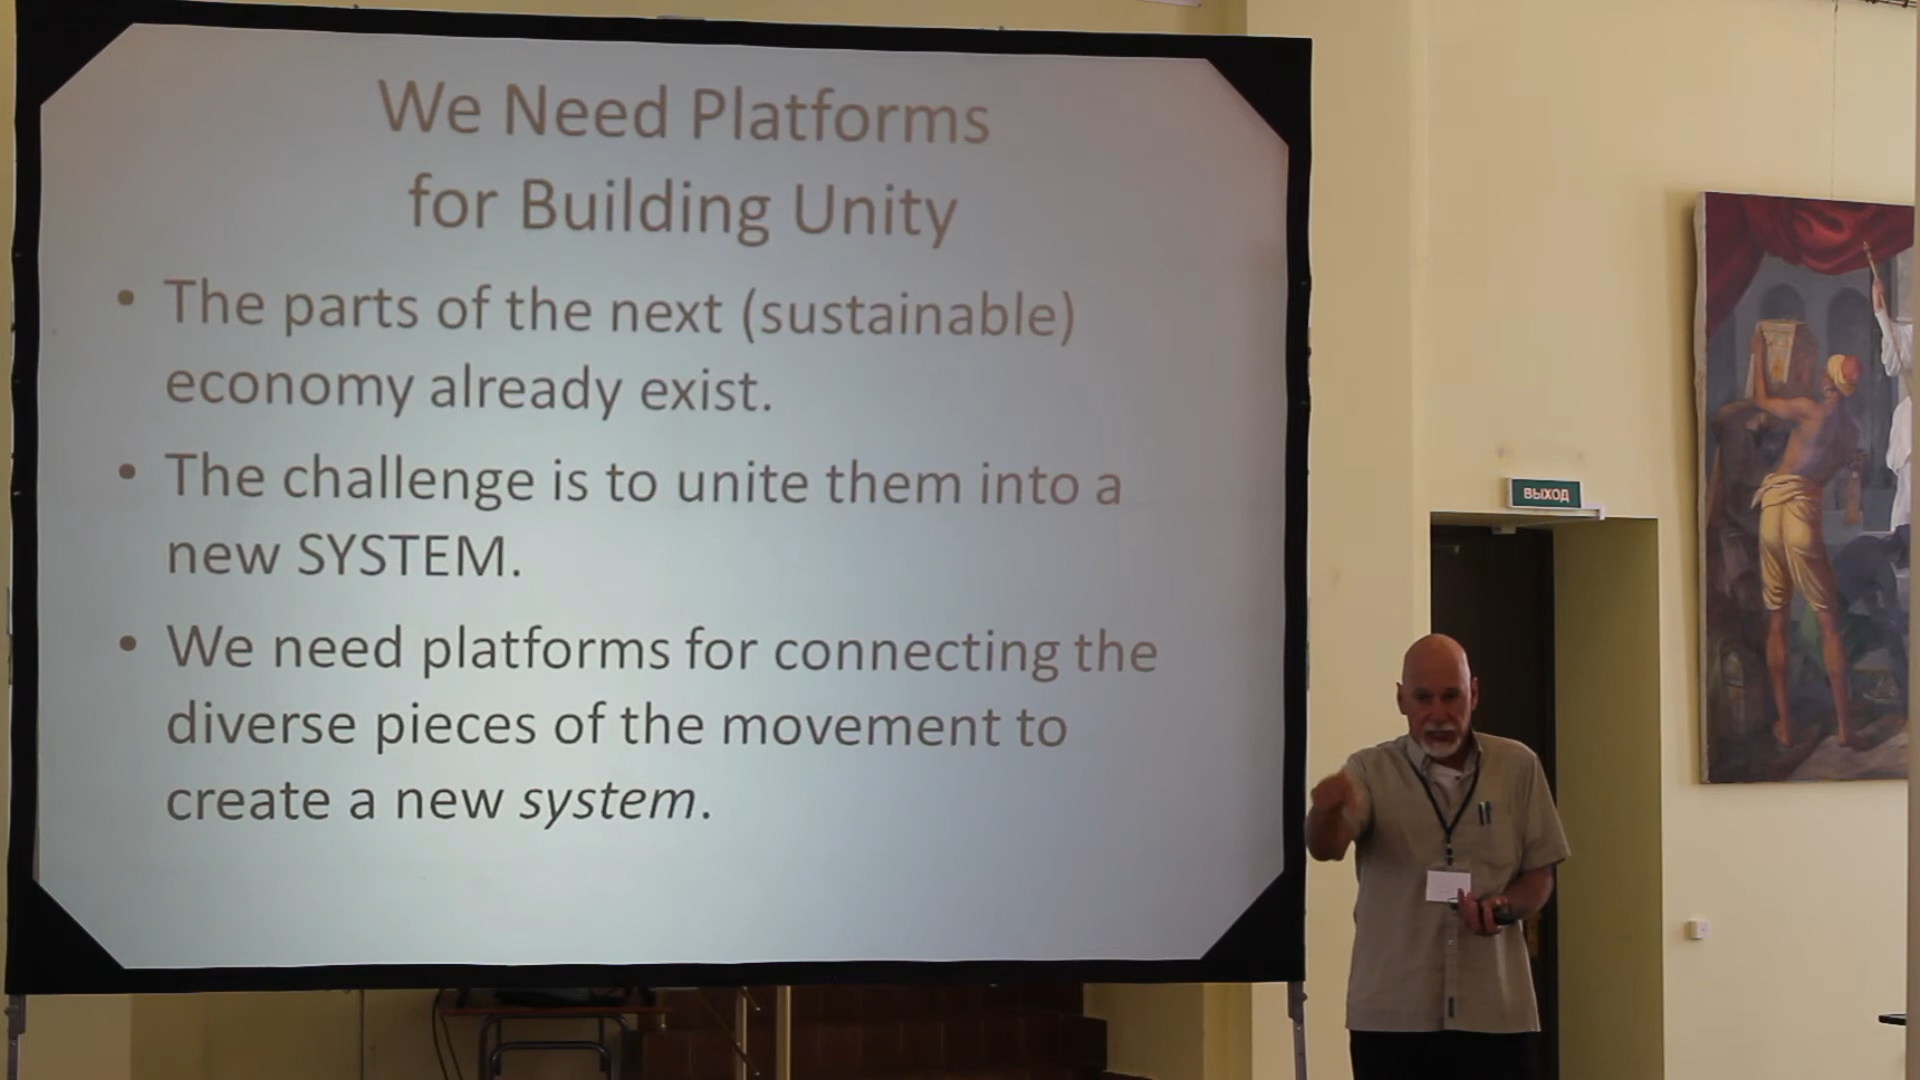 We Need Platforms
for Building Unity
• The parts of the next (sustainable)
economy already exist.
• The challenge is to unite them into a
new SYSTEM.
• We need platforms for connecting the
diverse pieces of the movement to
create a new system.
ВЫХОД